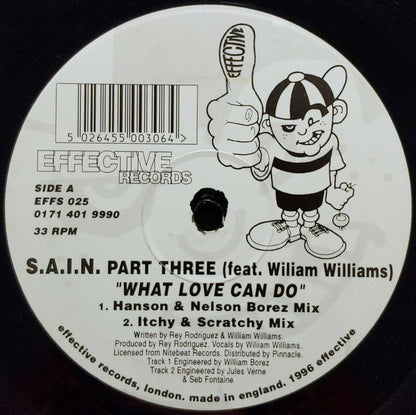 EFFECTIVE
5 026455 003064 >
EFFECTIVE
RECORDS
SIDE A
EFFS 025
0171 401 9990
33 RPM
S.A.I.N. PART THREE (feat. Wiliam Williams)
"WHAT LOVE CAN DO"
1. Hanson & Nelson Borez Mix
2. Itchy & Scratchy Mix
Written by Rey Rodriguez & William Williams.
Produced by Rey Rodriguez. Vocals by William Williams.
Licensed from Nitebeat Records. Distributed by Pinnacle.
Track 1 Engineered by William Borez
Track 2 Engineered by Jules Verne
& Seb Fontaine
effective records, london. made in england. 1996 effective